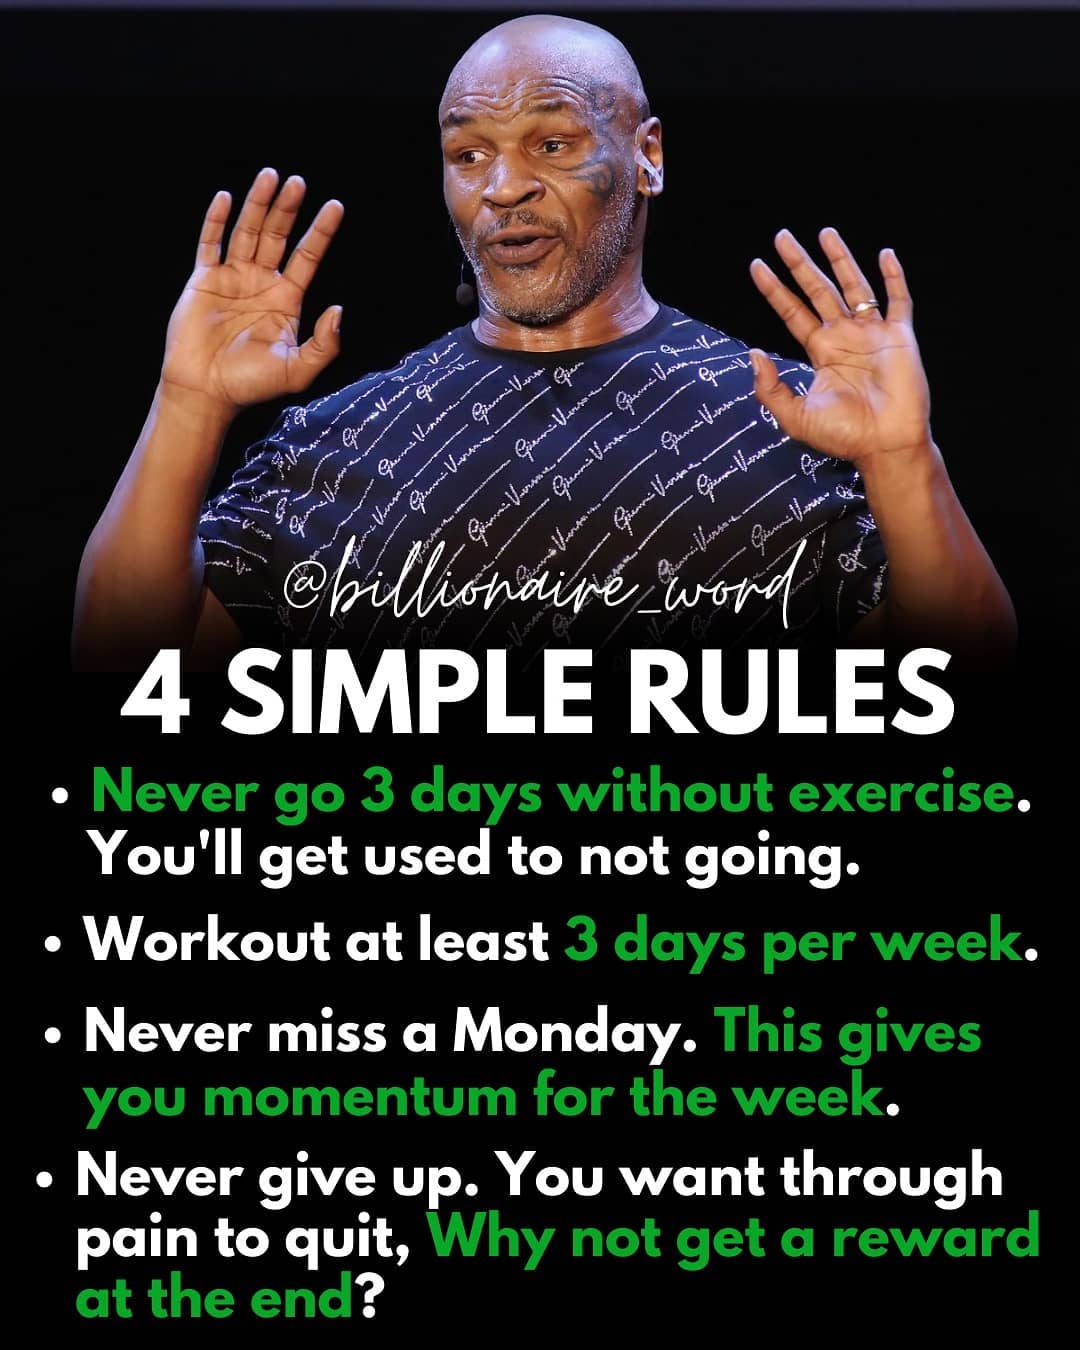 @billionaire_word
4 SIMPLE RULES
• Never go 3 days without exercise.
You'll get used to not going.
• Workout at least 3 days per week.
• Never miss a Monday. This gives
you momentum for the week.
• Never give up. You want through
pain to quit, Why not get a reward
at the end?